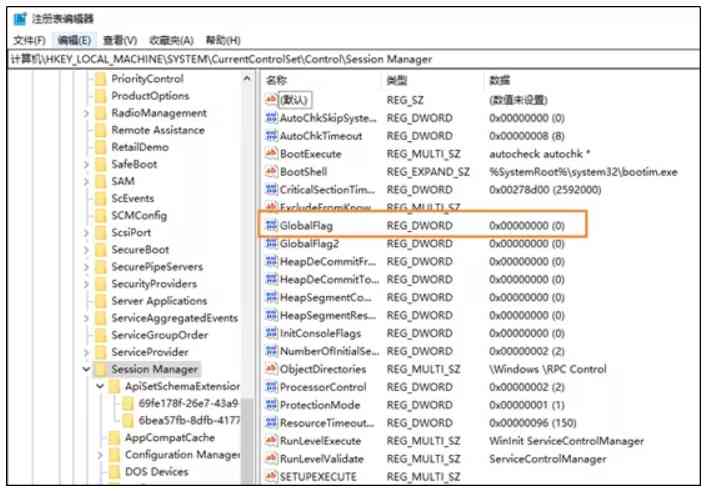 注册表编辑器
文件(F) 编辑(E) 查看(V) 收藏夹(A) 帮助(H)
计算机\HKEY_LOCAL_MACHINE\SYSTEM\CurrentControlSet\Control\Session Manager
PriorityControl
ProductOptions
RadioManagement
Remote Assistance
RetailDemo
SafeBoot
SAM
ScEvents
SCMConfig
ScsiPort
SecureBoot
SecurePipeServers
SecurityProviders
Server Applications
ServiceAggregatedEvents
ServiceGroupOrder
ServiceProvider
Session Manager
ApiSetSchemaExtension
69fe178f-26e7-43a9
6bea57fb-8dfb-4177
AppCompatCache
Configuration Manager
DOS Devices
名称 类型 数据
(默认) REG_SZ (数值未设置)
AutoChkSkipSyste... REG_DWORD 0x00000000 (0)
AutoChkTimeout REG_DWORD 0x00000008 (8)
BootExecute REG_MULTI_SZ autocheck autochk *
BootShell REG_EXPAND_SZ %SystemRoot%\system32\bootim.exe
CriticalSectionTim... REG_DWORD 0x00278d00 (2592000)
ExcludeFromKnow... REG_MULTI_SZ
GlobalFlag REG_DWORD 0x00000000 (0)
GlobalFlag2 REG_DWORD 0x00000000 (0)
HeapDeCommitFr... REG_DWORD 0x00000000 (0)
HeapDeCommitTo... REG_DWORD 0x00000000 (0)
HeapSegmentCo... REG_DWORD 0x00000000 (0)
HeapSegmentRes... REG_DWORD 0x00000000 (0)
InitConsoleFlags REG_DWORD 0x00000000 (0)
NumberOfInitialSe... REG_DWORD 0x00000002 (2)
ObjectDirectories REG_MULTI_SZ \Windows \RPC Control
ProcessorControl REG_DWORD 0x00000002 (2)
ProtectionMode REG_DWORD 0x00000001 (1)
ResourceTimeout... REG_DWORD 0x00000096 (150)
RunLevelExecute REG_MULTI_SZ WinInit ServiceControlManager
RunLevelValidate REG_MULTI_SZ ServiceControlManager
SETUPEXECUTE REG_MULTI_SZ